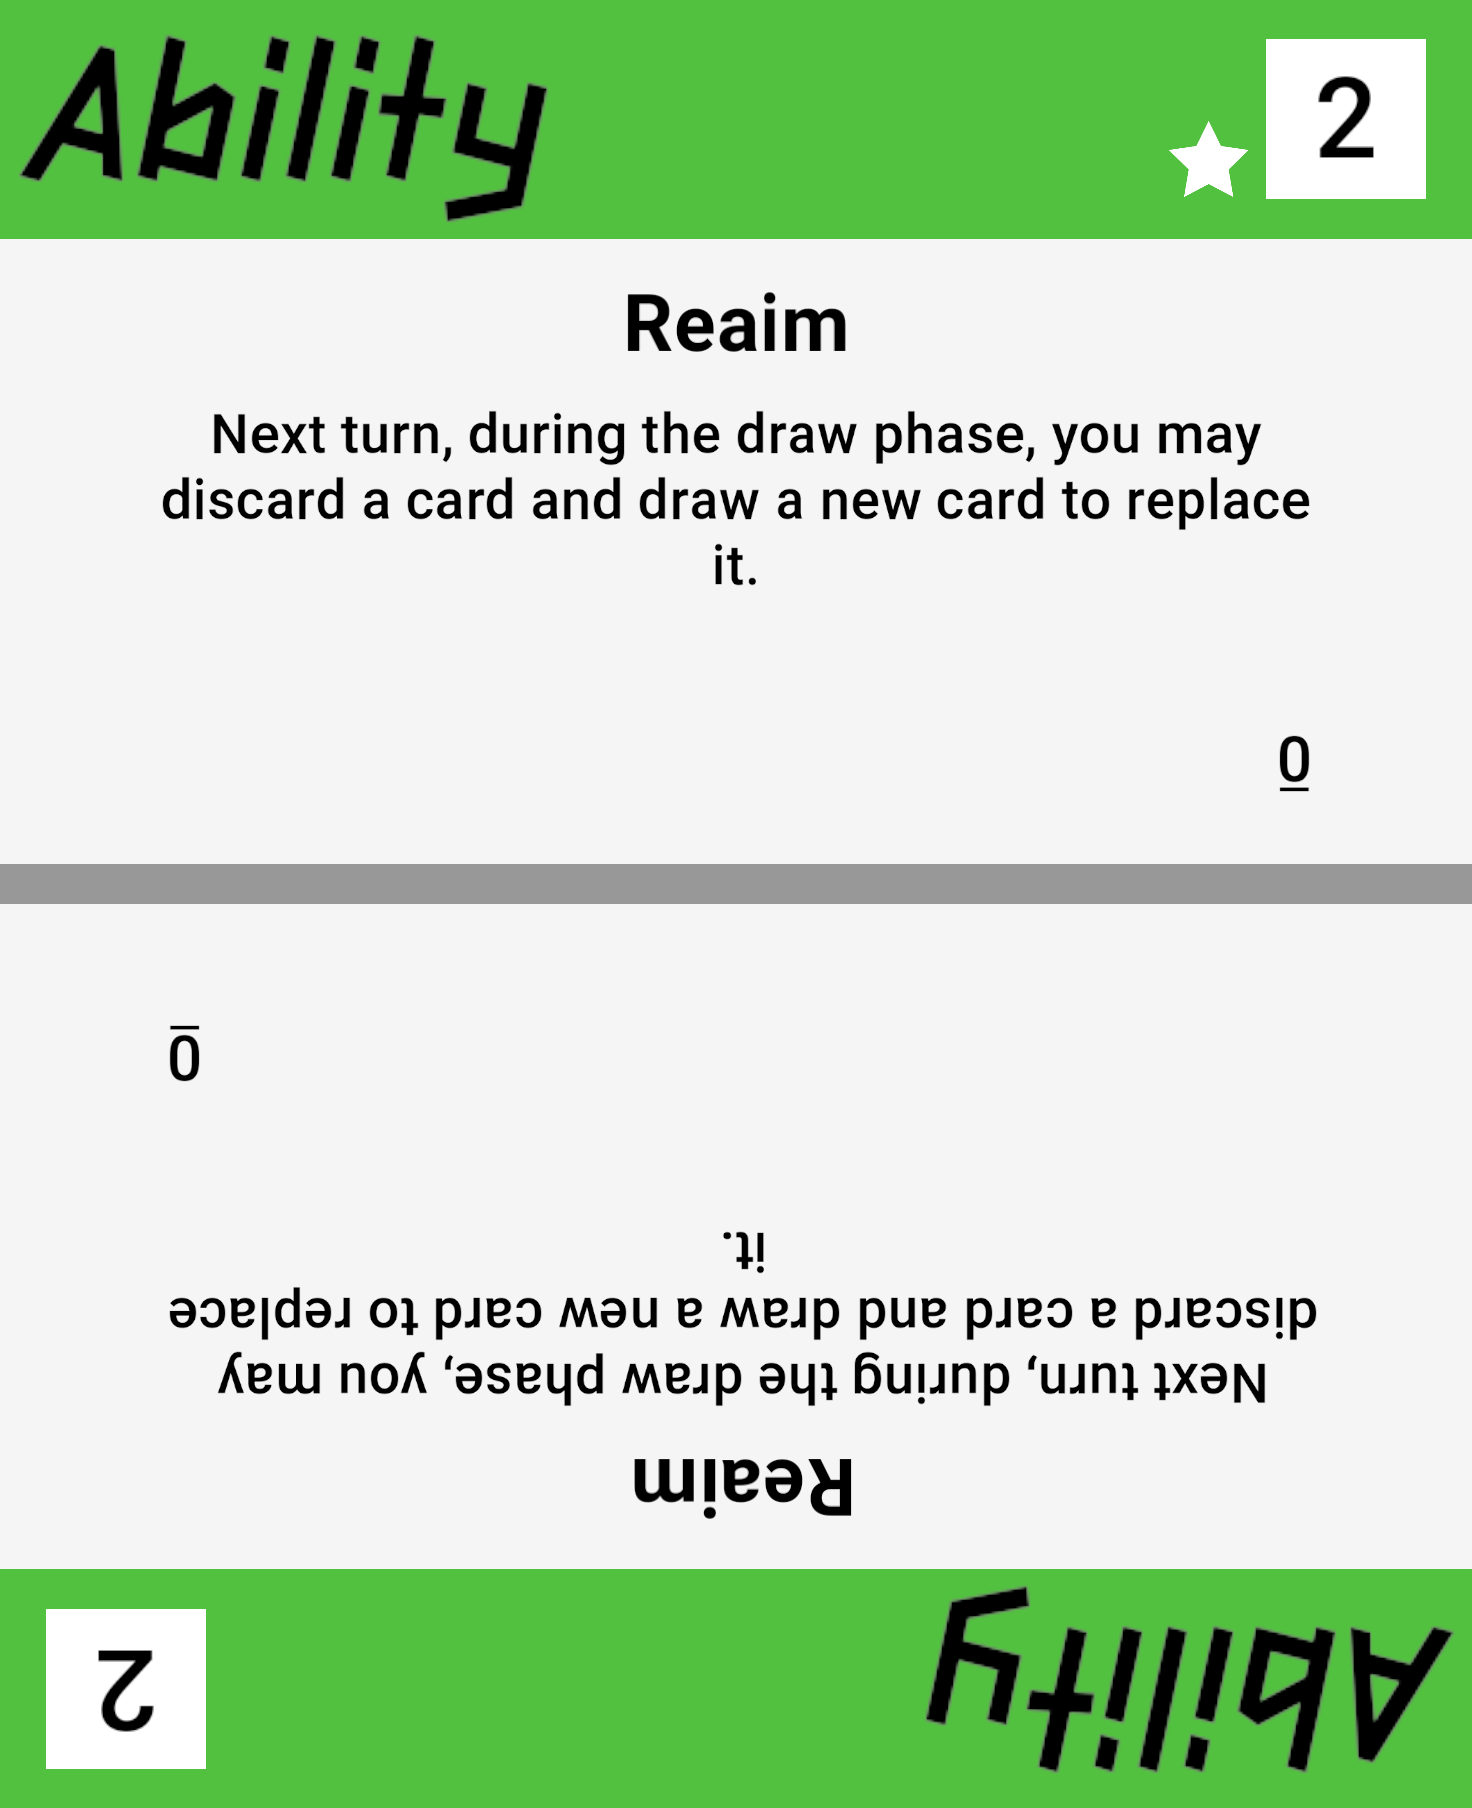 Ability
2
Reaim
Next turn, during the draw phase, you may
discard a card and draw a new card to replace
it.
0
Ability
2
Reaim
Next turn, during the draw phase, you may
discard a card and draw a new card to replace
it.
0